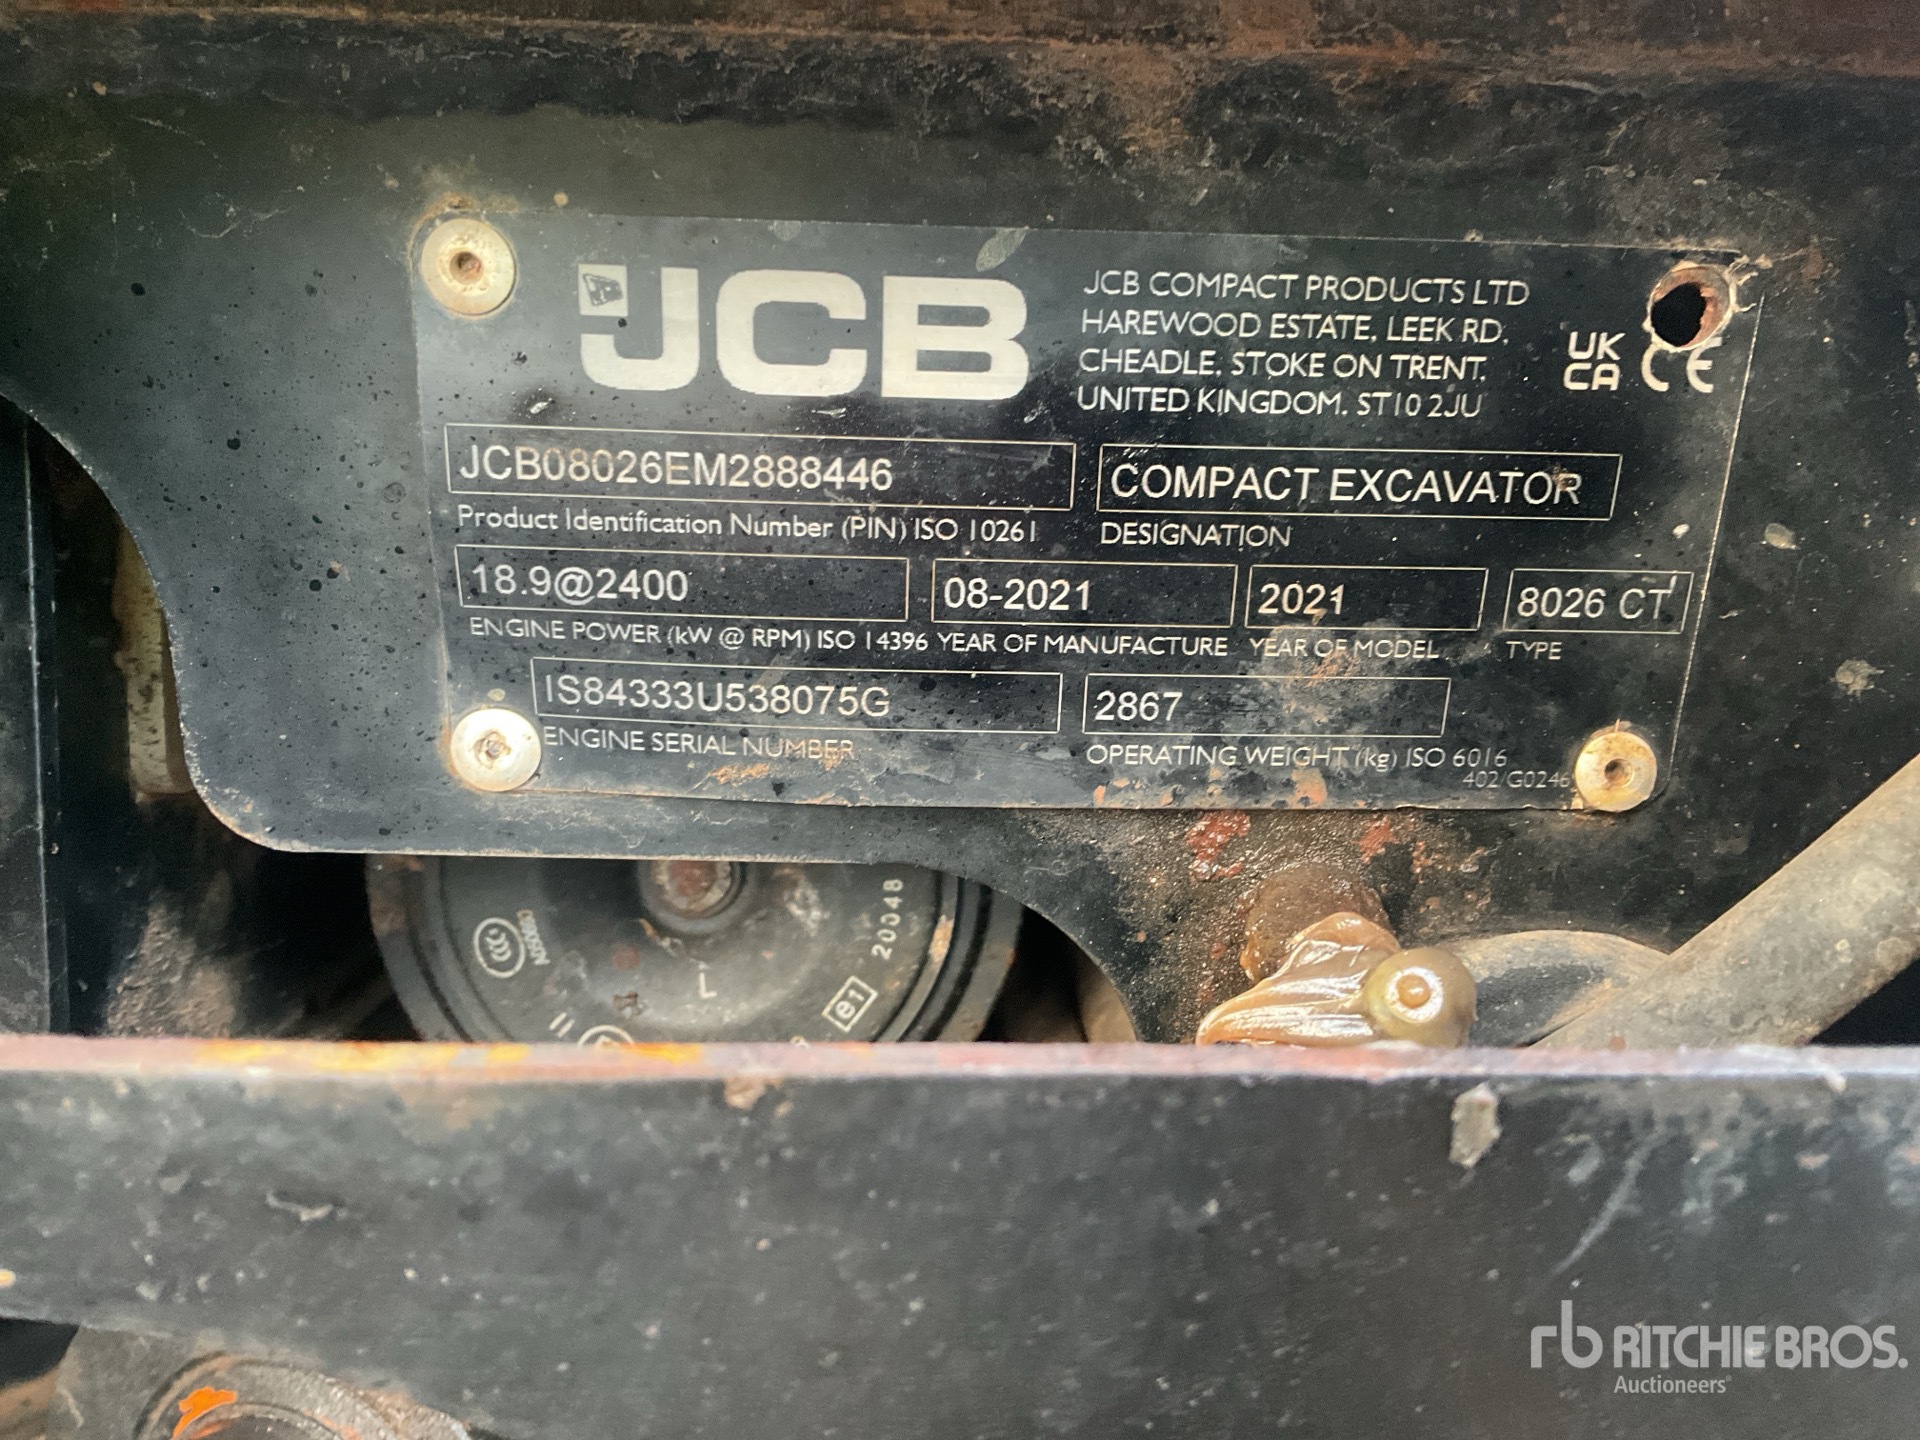 JCB
JCB COMPACT PRODUCTS LTD
HAREWOOD ESTATE, LEEK RD,
CHEADLE, STOKE ON TRENT,
UNITED KINGDOM. ST10 2JU
UK
CA
CE
JCB08026EM2888446
Product Identification Number (PIN) ISO 10261
COMPACT EXCAVATOR
DESIGNATION
18.9@2400
ENGINE POWER (kW @ RPM) ISO 14396
08-2021
YEAR OF MANUFACTURE
2021
YEAR OF MODEL
8026 CT
TYPE
IS84333U538075G
ENGINE SERIAL NUMBER
2867
OPERATING WEIGHT (kg) ISO 6016
402/G0246
20048
L
e1
11
rb RITCHIE BROS.
Auctioneers